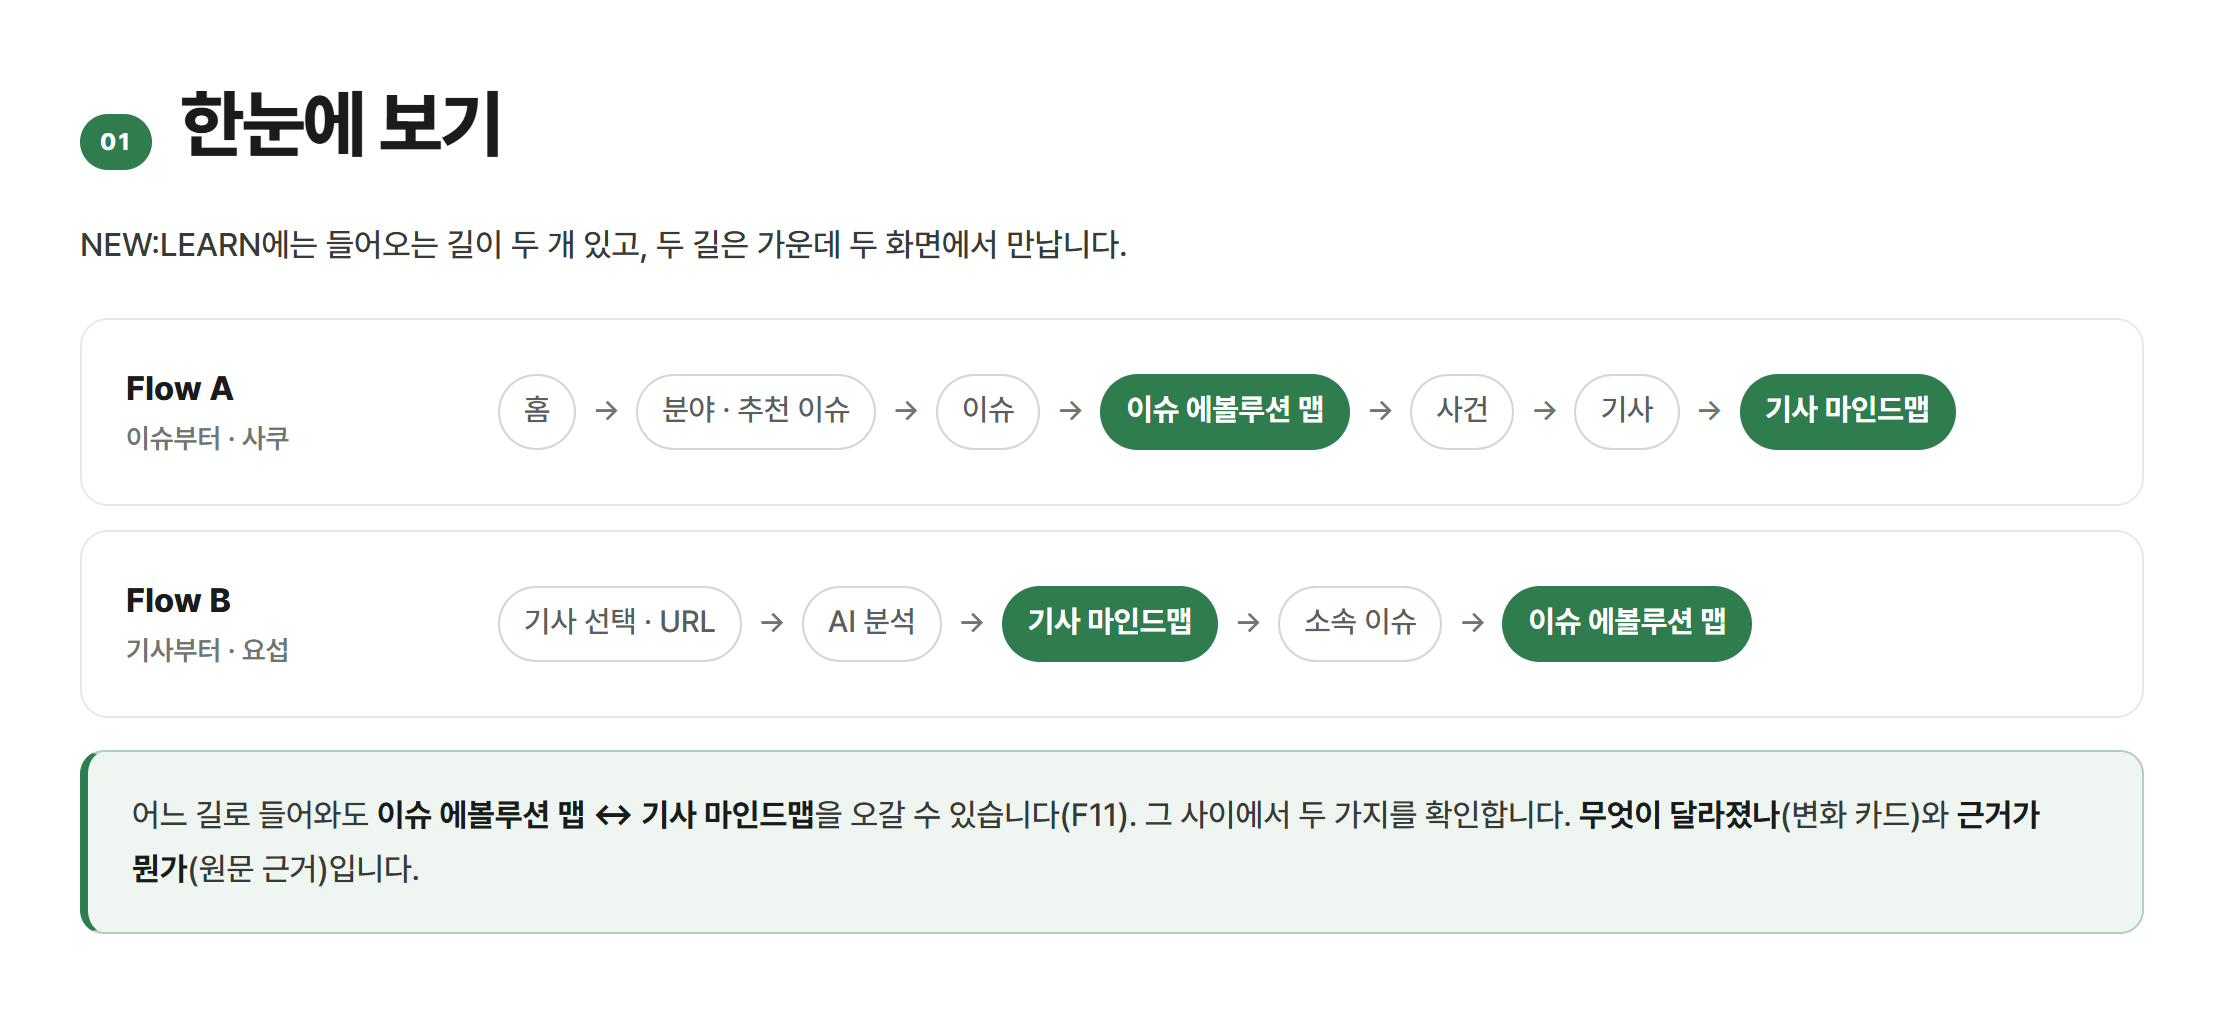 01 한눈에 보기
NEW:LEARN에는 들어오는 길이 두 개 있고, 두 길은 가운데 두 화면에서 만납니다.
Flow A
이슈부터 · 사쿠
홈 → 분야 · 추천 이슈 → 이슈 → 이슈 에볼루션 맵 → 사건 → 기사 → 기사 마인드맵
Flow B
기사부터 · 요섭
기사 선택 · URL → AI 분석 → 기사 마인드맵 → 소속 이슈 → 이슈 에볼루션 맵
어느 길로 들어와도 이슈 에볼루션 맵 ↔ 기사 마인드맵을 오갈 수 있습니다(F11). 그 사이에서 두 가지를 확인합니다. 무엇이 달라졌나(변화 카드)와 근거가
뭔가(원문 근거)입니다.